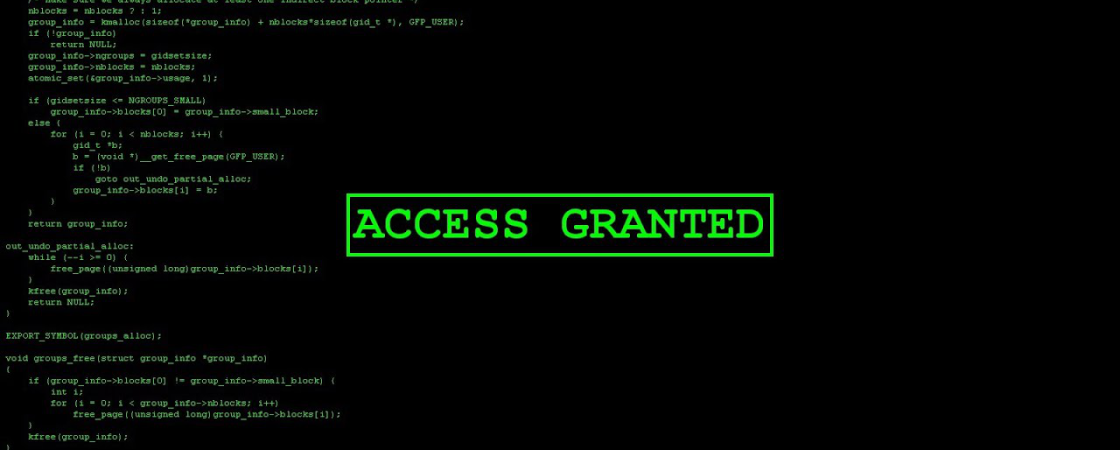 /* make sure we always allocate at least one indirect block pointer */
nblocks = nblocks ? : 1;
group_info = kmalloc(sizeof(*group_info) + nblocks*sizeof(gid_t *), GFP_USER);
if (!group_info)
return NULL;
group_info->ngroups = gidsetsize;
group_info->nblocks = nblocks;
atomic_set(&group_info->usage, 1);
if (gidsetsize <= NGROUPS_SMALL)
group_info->blocks[0] = group_info->small_block;
else {
for (i = 0; i < nblocks; i++) {
gid_t *b;
b = (void *)__get_free_page(GFP_USER);
if (!b)
goto out_undo_partial_alloc;
group_info->blocks[i] = b;
}
}
return group_info;
ACCESS GRANTED
out_undo_partial_alloc:
while (--i >= 0) {
free_page((unsigned long)group_info->blocks[i]);
}
kfree(group_info);
return NULL;
}
EXPORT_SYMBOL(groups_alloc);
void groups_free(struct group_info *group_info)
{
if (group_info->blocks[0] != group_info->small_block) {
int i;
for (i = 0; i < group_info->nblocks; i++)
free_page((unsigned long)group_info->blocks[i]);
}
kfree(group_info);
}